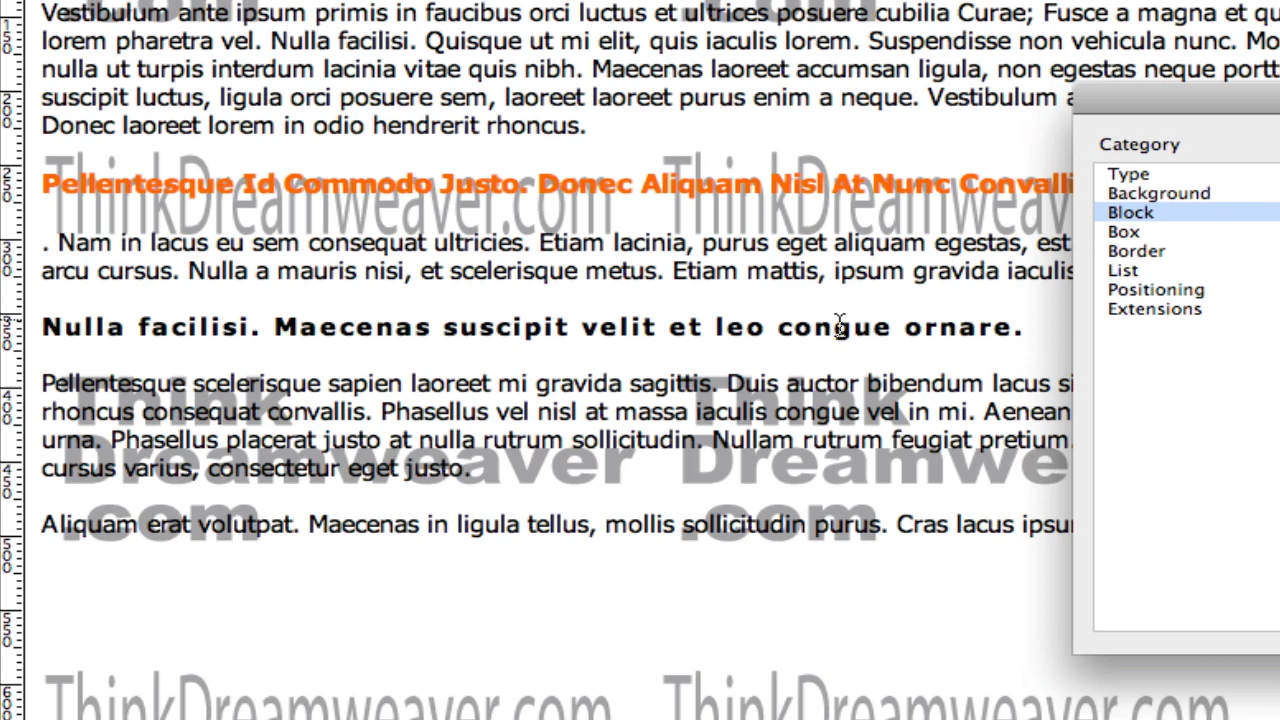 Vestibulum ante ipsum primis in faucibus orci luctus et ultrices posuere cubilia Curae; Fusce a magna et qu
lorem pharetra vel. Nulla facilisi. Quisque ut mi elit, quis iaculis lorem. Suspendisse non vehicula nunc. Mo
nulla ut turpis interdum lacinia vitae quis nibh. Maecenas laoreet accumsan ligula, non egestas neque portt
suscipit luctus, ligula orci posuere sem, laoreet laoreet purus enim a neque. Vestibulum a
Donec laoreet lorem in odio hendrerit rhoncus.
ThinkDreamweaver.com ThinkDreamweav
Pellentesque Id Commodo Justo. Donec Aliquam Nisl At Nunc Convalli
. Nam in lacus eu sem consequat ultricies. Etiam lacinia, purus eget aliquam egestas, est
arcu cursus. Nulla a mauris nisi, et scelerisque metus. Etiam mattis, ipsum gravida iaculis
Nulla facilisi. Maecenas suscipit velit et leo congue ornare.
Pellentesque scelerisque sapien laoreet mi gravida sagittis. Duis auctor bibendum lacus si
rhoncus consequat convallis. Phasellus vel nisl at massa iaculis congue vel in mi. Aenean
urna. Phasellus placerat justo at nulla rutrum sollicitudin. Nullam rutrum feugiat pretium.
cursus varius, consectetur eget justo.
Think Think
Dreamweaver Dreamwe
.com .com
Aliquam erat volutpat. Maecenas in ligula tellus, mollis sollicitudin purus. Cras lacus ipsu
ThinkDreamweaver.com ThinkDreamweaver.com
Category
Type
Background
Block
Box
Border
List
Positioning
Extensions